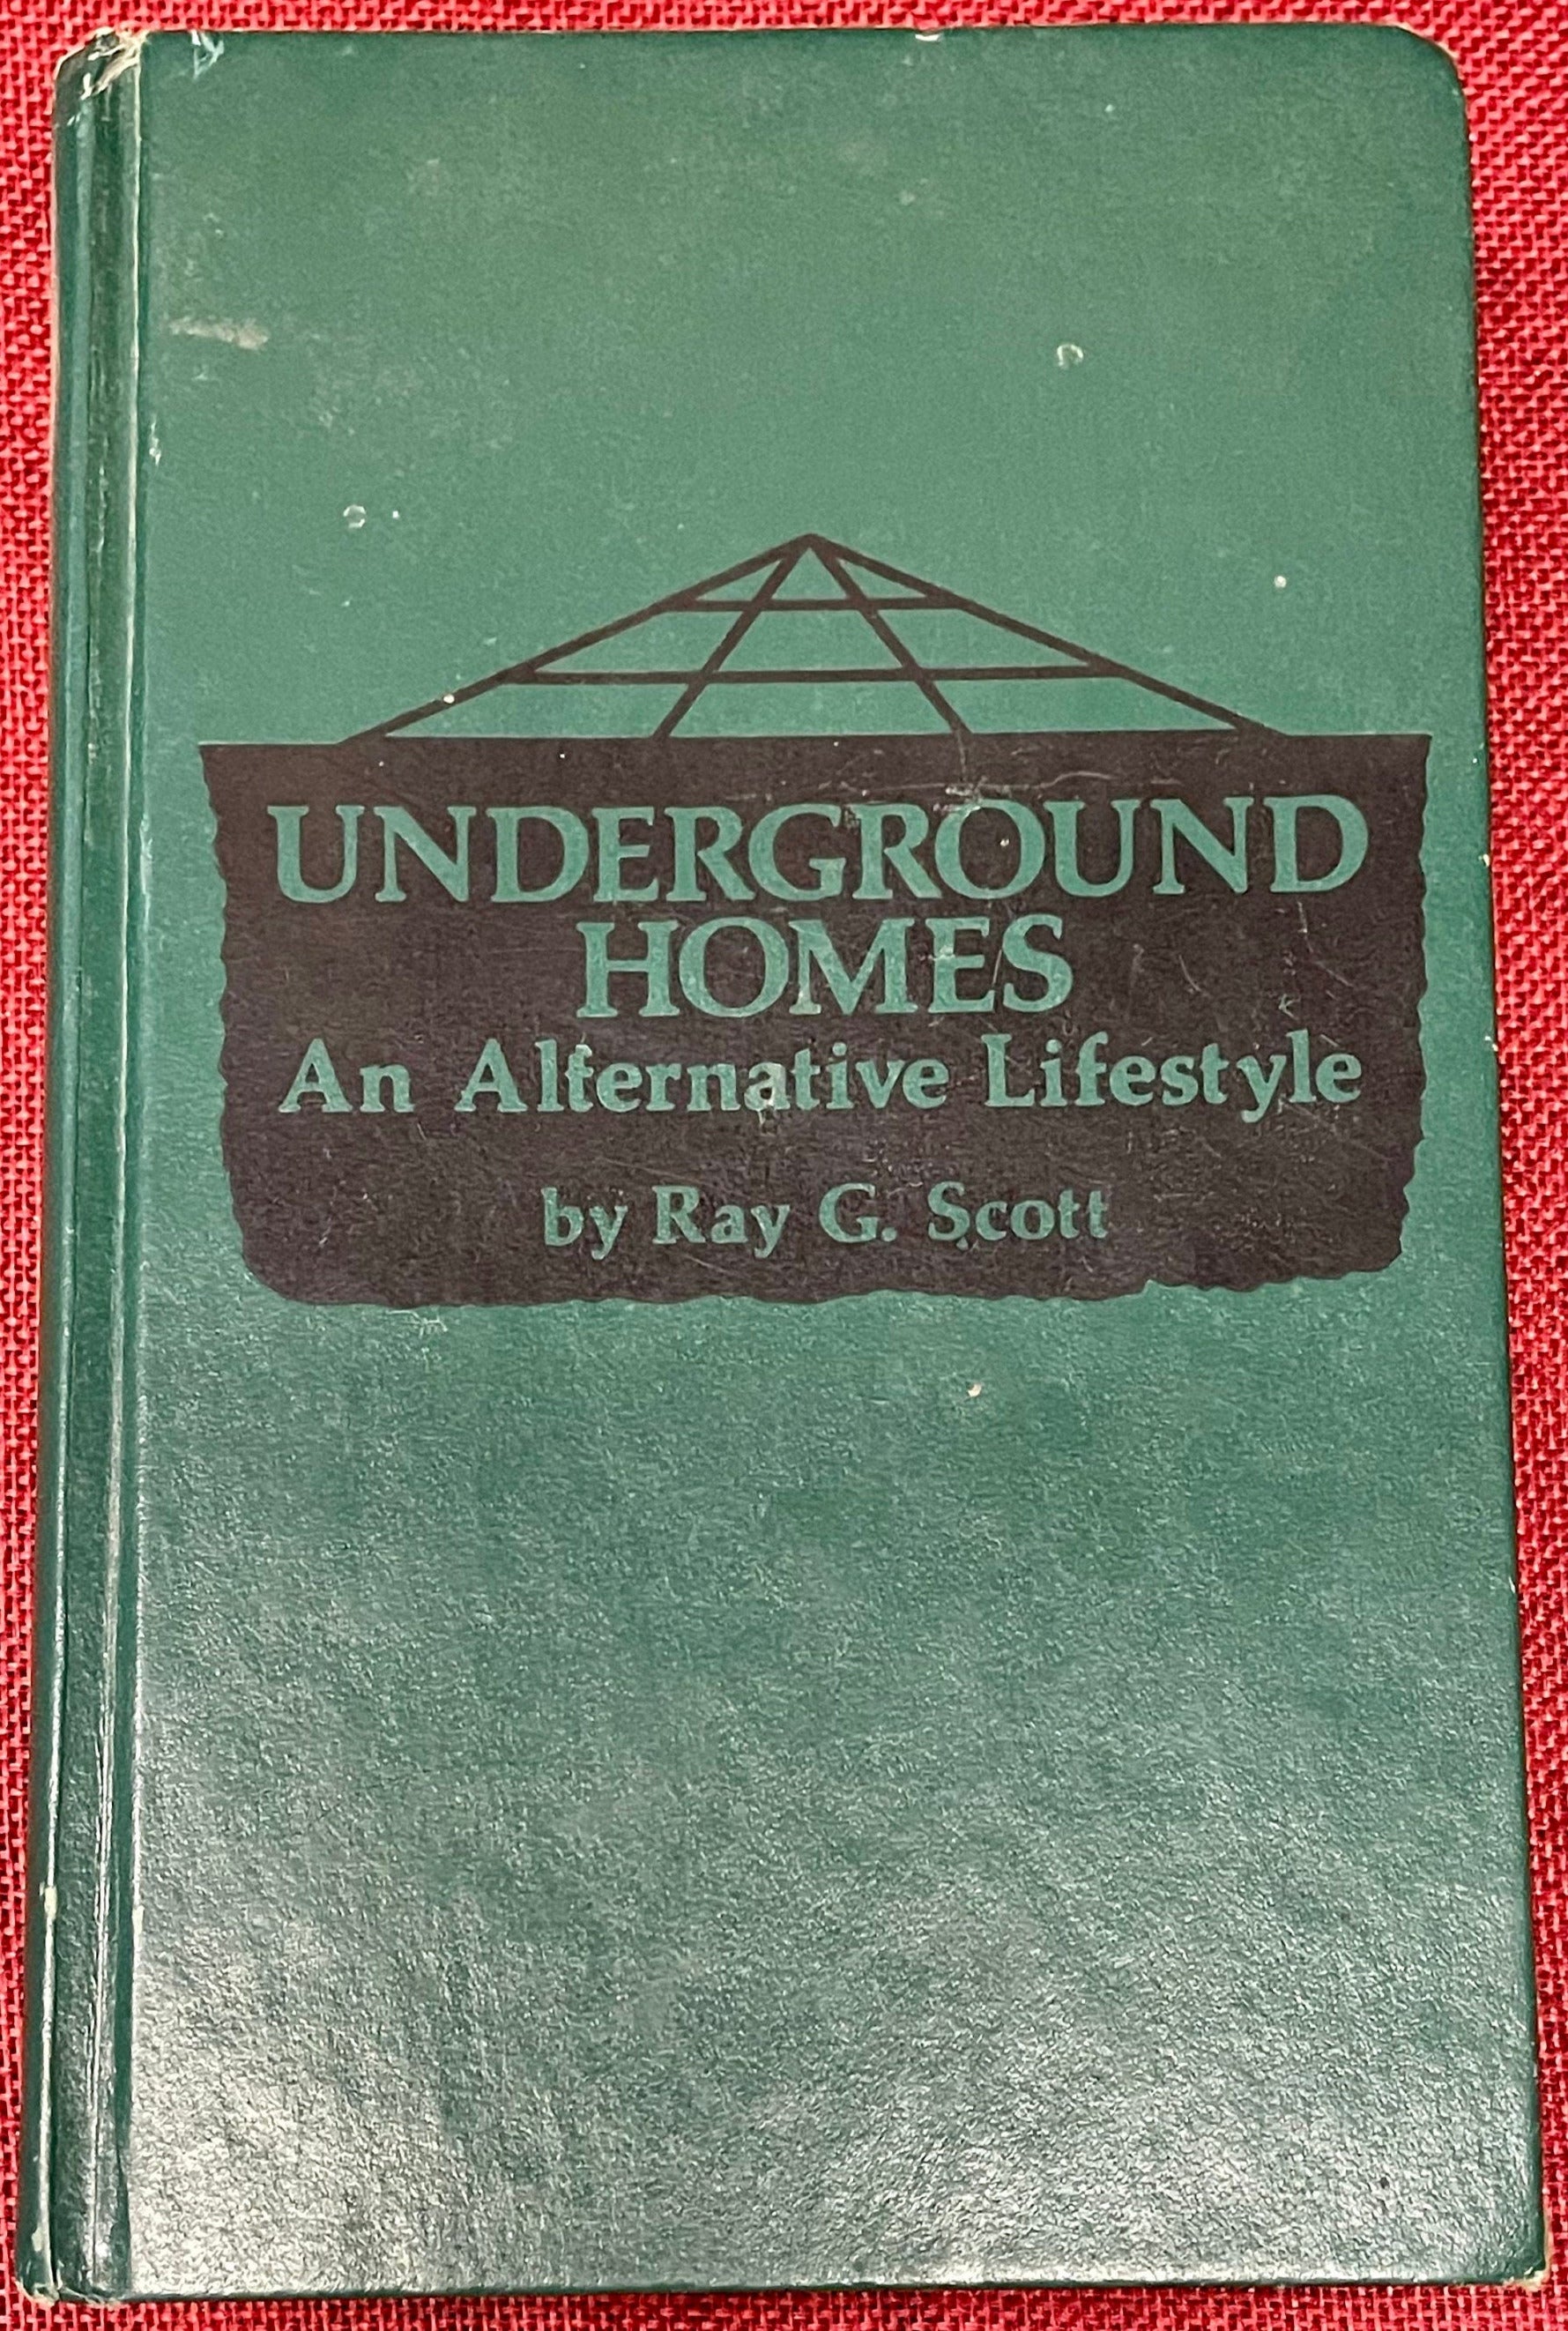 UNDERGROUND
HOMES
An Alternative Lifestyle
by Ray G. Scott